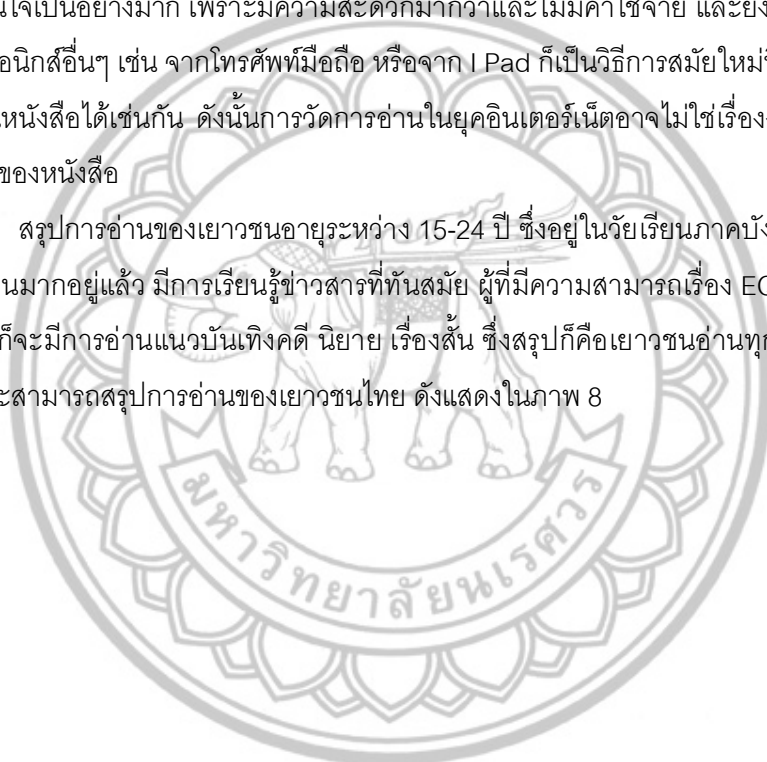 นใจเป็นอย่างมาก เพราะมีความสะดวกมากกว่าและไม่มีค่าใช้จ่าย และยัง
อนิกส์อื่นๆ เช่น จากโทรศัพท์มือถือ หรือจาก I Pad ก็เป็นวิธีการสมัยใหม่
หนังสือได้เช่นกัน ดังนั้นการวัดการอ่านในยุคอินเตอร์เน็ตอาจไม่ใช่เรื่อง
ของหนังสือ
สรุปการอ่านของเยาวชนอายุระหว่าง 15-24 ปี ซึ่งอยู่ในวัยเรียนภาคบัง
นมากอยู่แล้ว มีการเรียนรู้ข่าวสารที่ทันสมัย ผู้ที่มีความสามารถเรื่อง
ก็จะมีการอ่านแนวบันเทิงคดี นิยาย เรื่องสั้น ซึ่งสรุปก็คือเยาวชนอ่านทุก
ะสามารถสรุปการอ่านของเยาวชนไทย ดังแสดงในภาพ 8
มหาวิทยาลัยนเรศวร